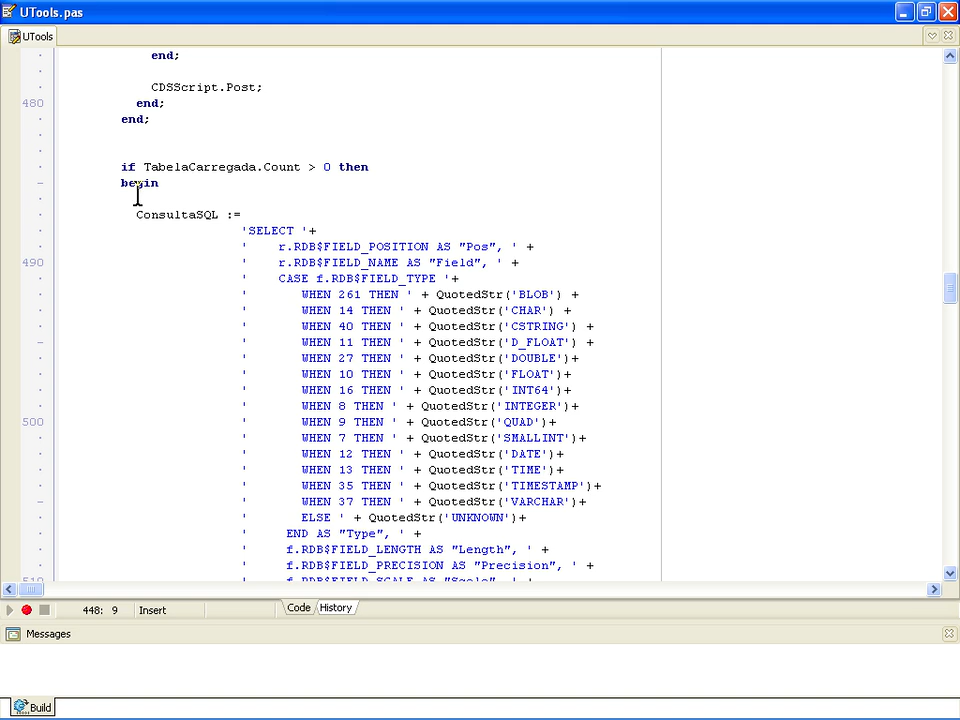 UTools.pas
UTools
end;
CDSScript.Post;
480 end;
end;
if TabelaCarregada.Count > 0 then
begin
ConsultaSQL :=
'SELECT '+
' r.RDB$FIELD_POSITION AS "Pos", ' +
490 ' r.RDB$FIELD_NAME AS "Field", ' +
' CASE f.RDB$FIELD_TYPE '+
' WHEN 261 THEN ' + QuotedStr('BLOB') +
' WHEN 14 THEN ' + QuotedStr('CHAR') +
' WHEN 40 THEN ' + QuotedStr('CSTRING') +
' WHEN 11 THEN ' + QuotedStr('D_FLOAT') +
' WHEN 27 THEN ' + QuotedStr('DOUBLE')+
' WHEN 10 THEN ' + QuotedStr('FLOAT')+
' WHEN 16 THEN ' + QuotedStr('INT64')+
' WHEN 8 THEN ' + QuotedStr('INTEGER')+
500 ' WHEN 9 THEN ' + QuotedStr('QUAD')+
' WHEN 7 THEN ' + QuotedStr('SMALLINT')+
' WHEN 12 THEN ' + QuotedStr('DATE')+
' WHEN 13 THEN ' + QuotedStr('TIME')+
' WHEN 35 THEN ' + QuotedStr('TIMESTAMP')+
' WHEN 37 THEN ' + QuotedStr('VARCHAR')+
' ELSE ' + QuotedStr('UNKNOWN')+
' END AS "Type", ' +
' f.RDB$FIELD_LENGTH AS "Length", ' +
' f.RDB$FIELD_PRECISION AS "Precision", ' +
510 ' f.RDB$FIELD_SCALE AS "Scale", ' +
448: 9 Insert Code History
Messages
Build